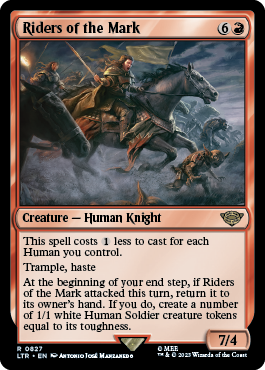 Riders of the Mark 6
Creature — Human Knight
This spell costs 1 less to cast for each
Human you control.
Trample, haste
At the beginning of your end step, if Riders
of the Mark attacked this turn, return it to
its owner's hand. If you do, create a number
of 1/1 white Human Soldier creature tokens
equal to its toughness.
7/4
R 0827
LTR • EN Antonio José Manzanedo
© MEE
™ & © 2023 Wizards of the Coast